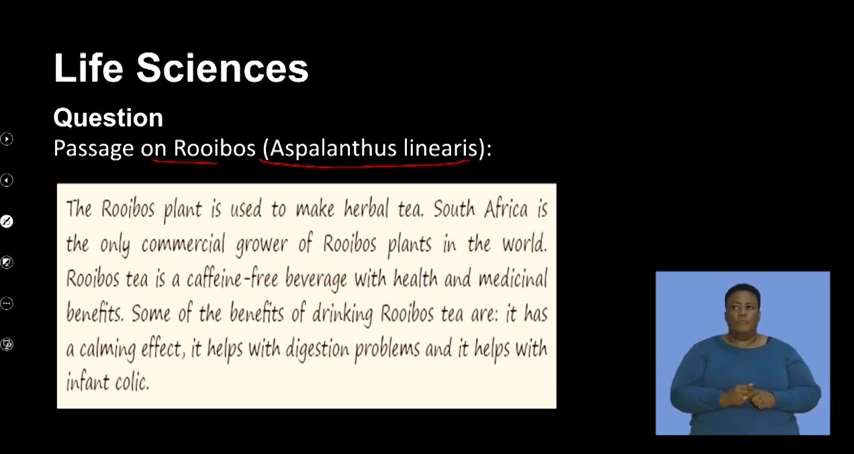 Life Sciences
Question
Passage on Rooibos (Aspalanthus linearis):
The Rooibos plant is used to make herbal tea. South Africa is
the only commercial grower of Rooibos plants in the world.
Rooibos tea is a caffeine-free beverage with health and medicinal
benefits. Some of the benefits of drinking Rooibos tea are: it has
a calming effect, it helps with digestion problems and it helps with
infant colic.